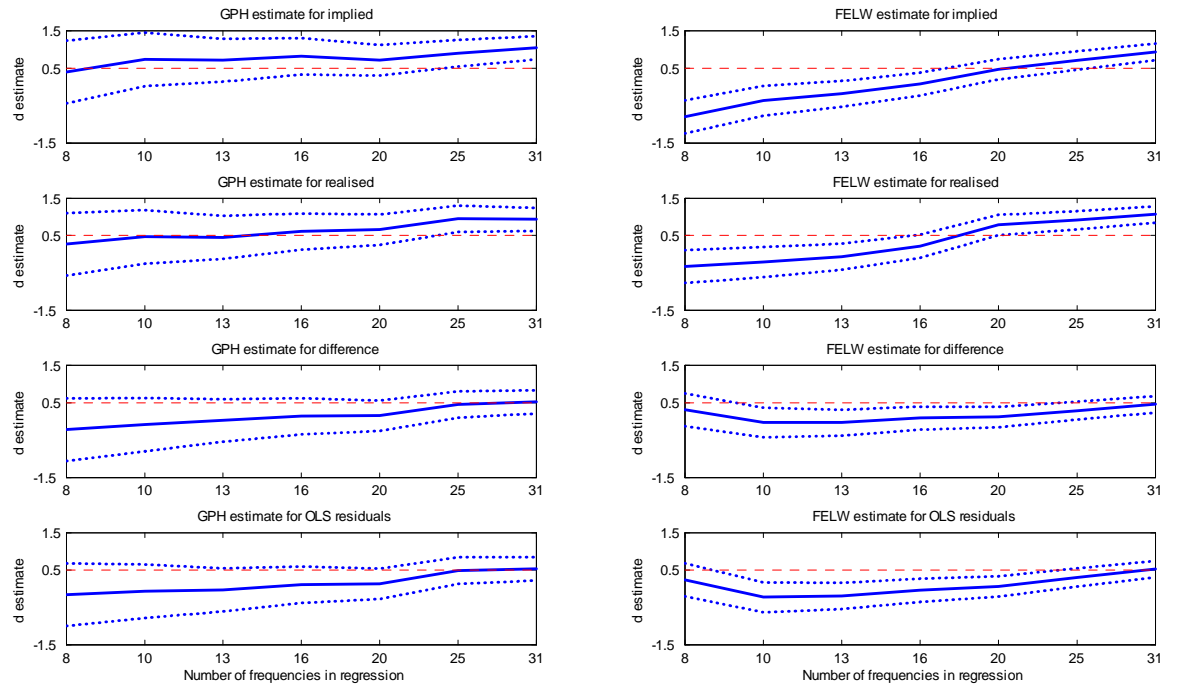 GPH estimate for implied
1.5
0.5
-1.5
d estimate
8 10 13 16 20 25 31
FELW estimate for implied
1.5
0.5
-1.5
d estimate
8 10 13 16 20 25 31
GPH estimate for realised
1.5
0.5
-1.5
d estimate
8 10 13 16 20 25 31
FELW estimate for realised
1.5
0.5
-1.5
d estimate
8 10 13 16 20 25 31
GPH estimate for difference
1.5
0.5
-1.5
d estimate
8 10 13 16 20 25 31
FELW estimate for difference
1.5
0.5
-1.5
d estimate
8 10 13 16 20 25 31
GPH estimate for OLS residuals
1.5
0.5
-1.5
d estimate
8 10 13 16 20 25 31
Number of frequencies in regression
FELW estimate for OLS residuals
1.5
0.5
-1.5
d estimate
8 10 13 16 20 25 31
Number of frequencies in regression